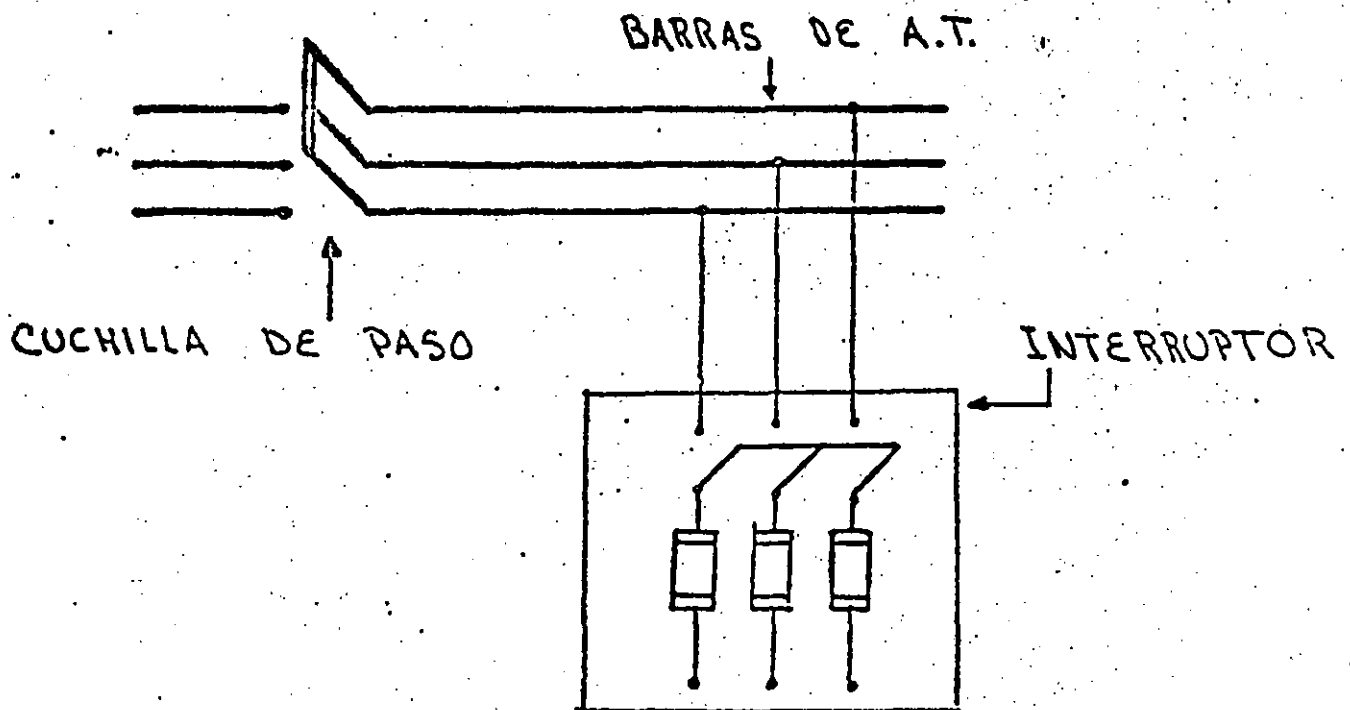 BARRAS DE A.T.
CUCHILLA DE PASO
INTERRUPTOR